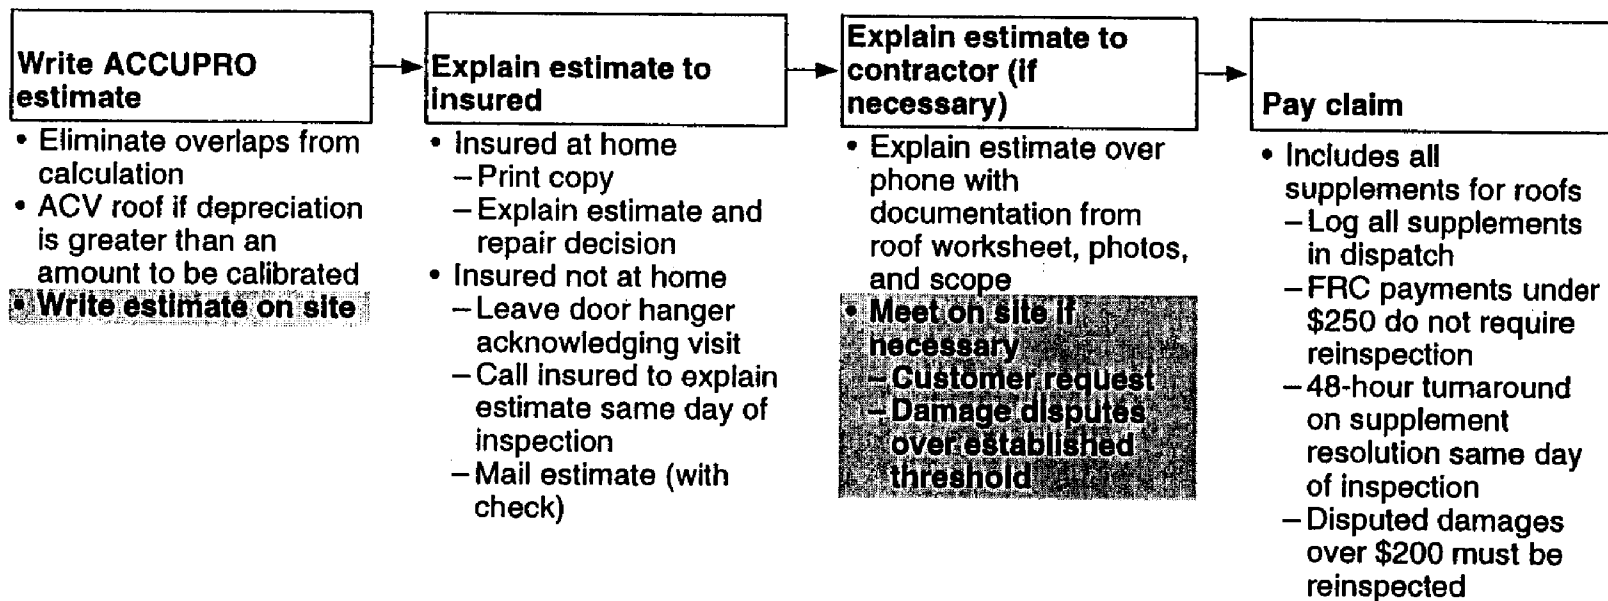 Write ACCUPRO
estimate
• Eliminate overlaps from
calculation
• ACV roof if depreciation
is greater than an
amount to be calibrated
• Write estimate on site
Explain estimate to
insured
• Insured at home
– Print copy
– Explain estimate and
repair decision
• Insured not at home
– Leave door hanger
acknowledging visit
– Call insured to explain
estimate same day of
inspection
– Mail estimate (with
check)
Explain estimate to
contractor (if
necessary)
• Explain estimate over
phone with
documentation from
roof worksheet, photos,
and scope
• Meet on site if
necessary
– Customer request
– Damage disputes
over established
threshold
Pay claim
• Includes all
supplements for roofs
– Log all supplements
in dispatch
– FRC payments under
$250 do not require
reinspection
– 48-hour turnaround
on supplement
resolution same day
of inspection
– Disputed damages
over $200 must be
reinspected